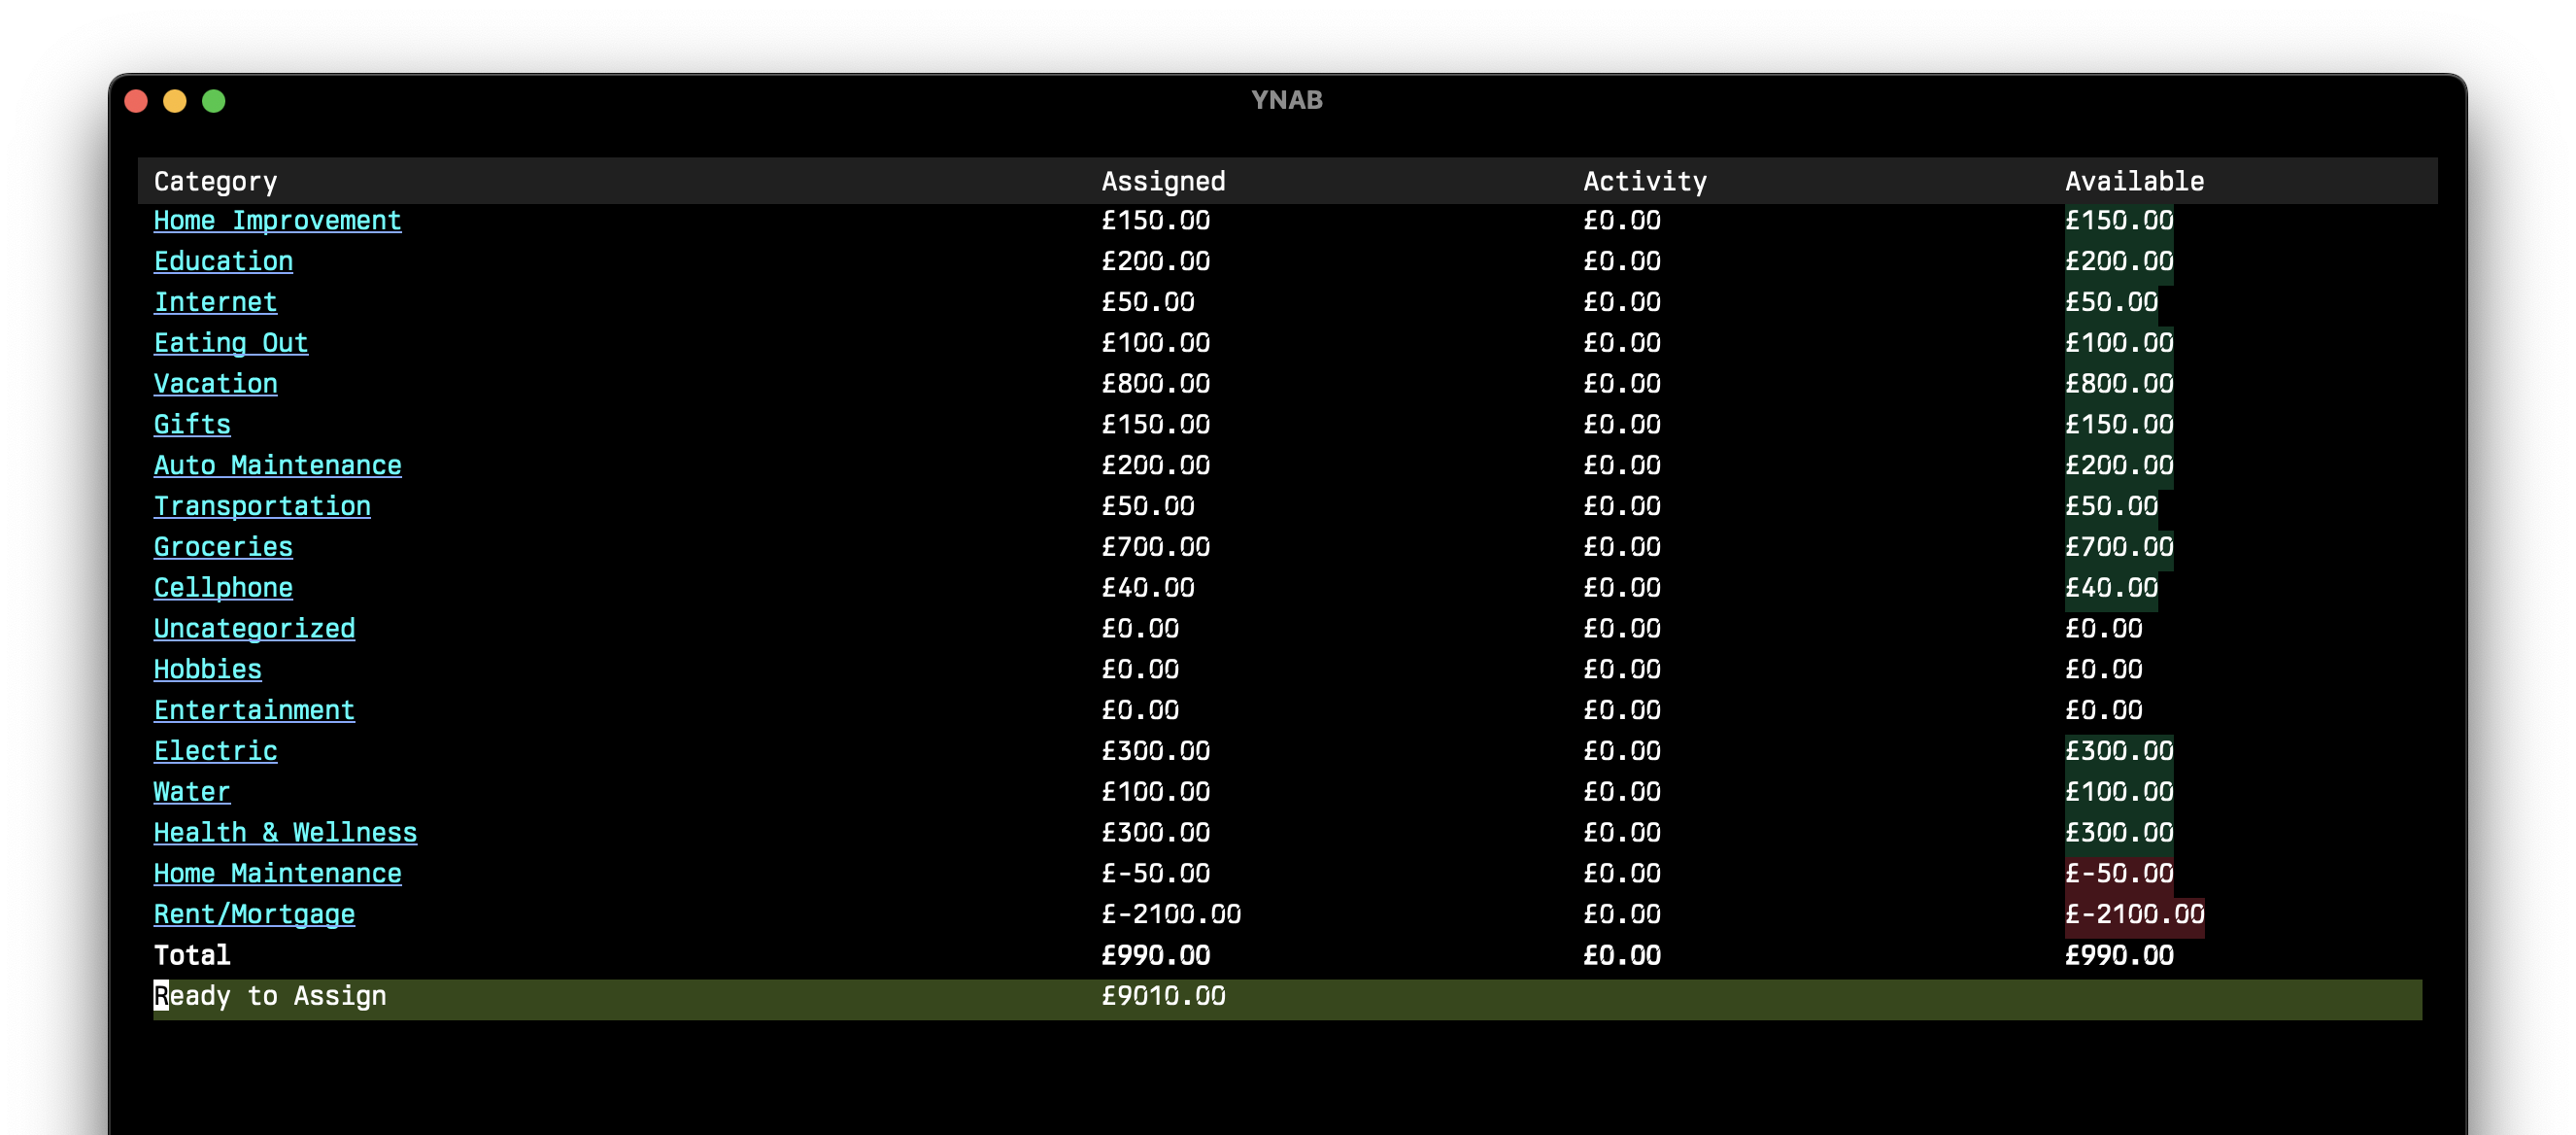 YNAB
Category Assigned Activity Available
Home Improvement £150.00 £0.00 £150.00
Education £200.00 £0.00 £200.00
Internet £50.00 £0.00 £50.00
Eating Out £100.00 £0.00 £100.00
Vacation £800.00 £0.00 £800.00
Gifts £150.00 £0.00 £150.00
Auto Maintenance £200.00 £0.00 £200.00
Transportation £50.00 £0.00 £50.00
Groceries £700.00 £0.00 £700.00
Cellphone £40.00 £0.00 £40.00
Uncategorized £0.00 £0.00 £0.00
Hobbies £0.00 £0.00 £0.00
Entertainment £0.00 £0.00 £0.00
Electric £300.00 £0.00 £300.00
Water £100.00 £0.00 £100.00
Health & Wellness £300.00 £0.00 £300.00
Home Maintenance £-50.00 £0.00 £-50.00
Rent/Mortgage £-2100.00 £0.00 £-2100.00
Total £990.00 £0.00 £990.00
Ready to Assign £9010.00